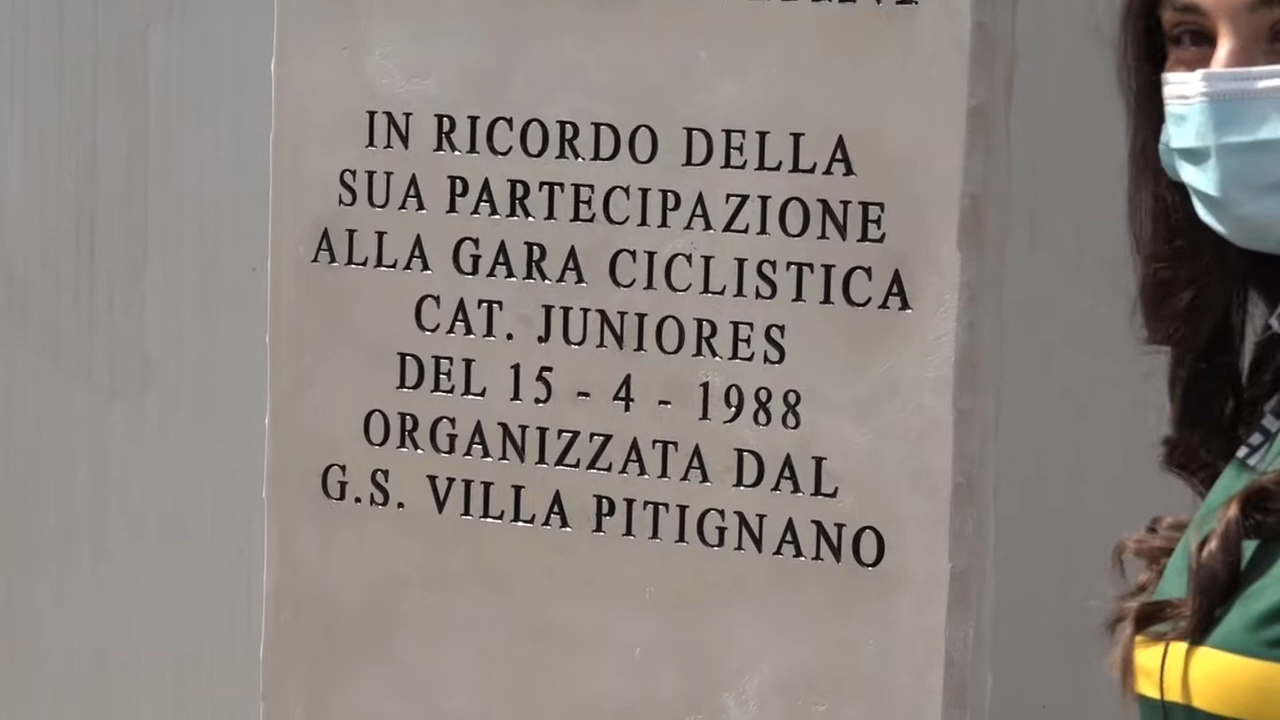 IN RICORDO DELLA
SUA PARTECIPAZIONE
ALLA GARA CICLISTICA
CAT. JUNIORES
DEL 15 - 4 - 1988
ORGANIZZATA DAL
G.S. VILLA PITIGNANO